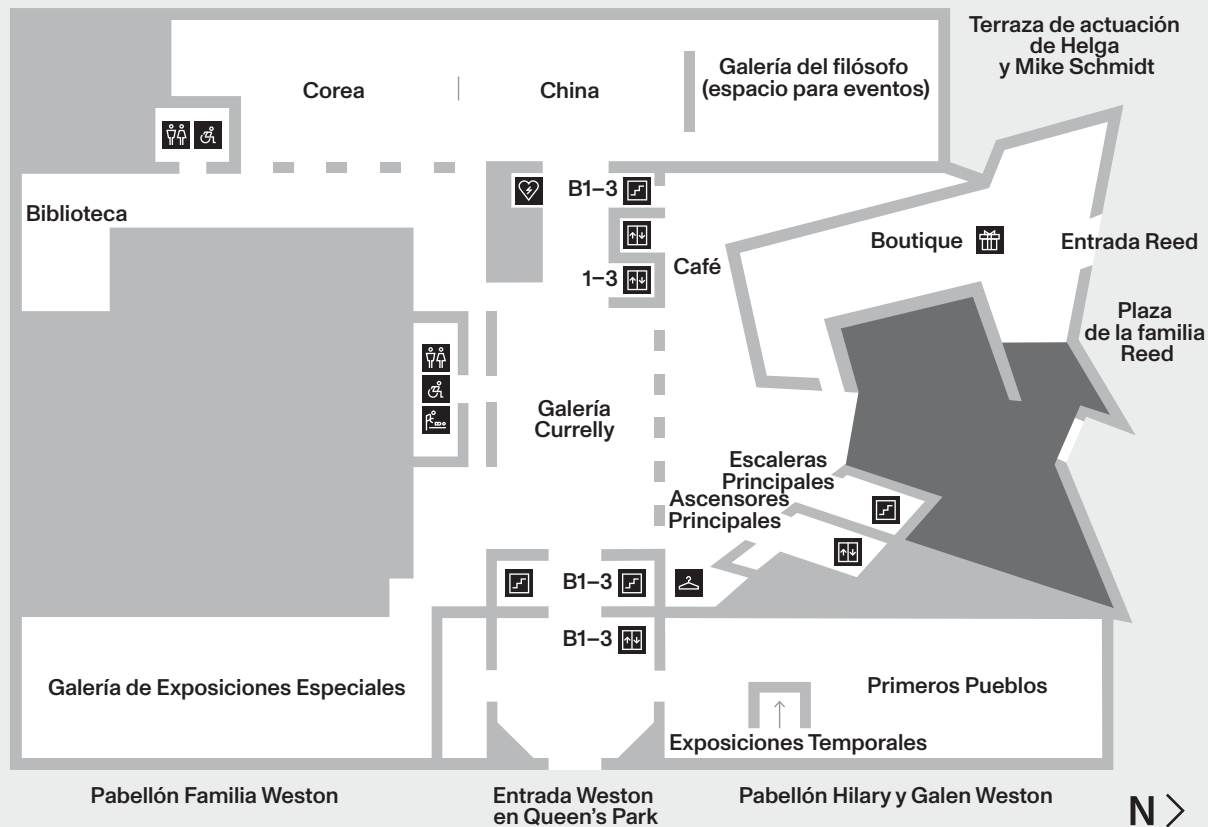 Terraza de actuación
de Helga
y Mike Schmidt
Corea
China
Galería del filósofo
(espacio para eventos)
B1–3
Biblioteca
Boutique
Entrada Reed
Café
1–3
Plaza
de la familia
Reed
Galería
Currelly
Escaleras
Principales
Ascensores
Principales
B1–3
B1–3
Galería de Exposiciones Especiales
Primeros Pueblos
Exposiciones Temporales
Pabellón Familia Weston
Entrada Weston
en Queen's Park
Pabellón Hilary y Galen Weston
N